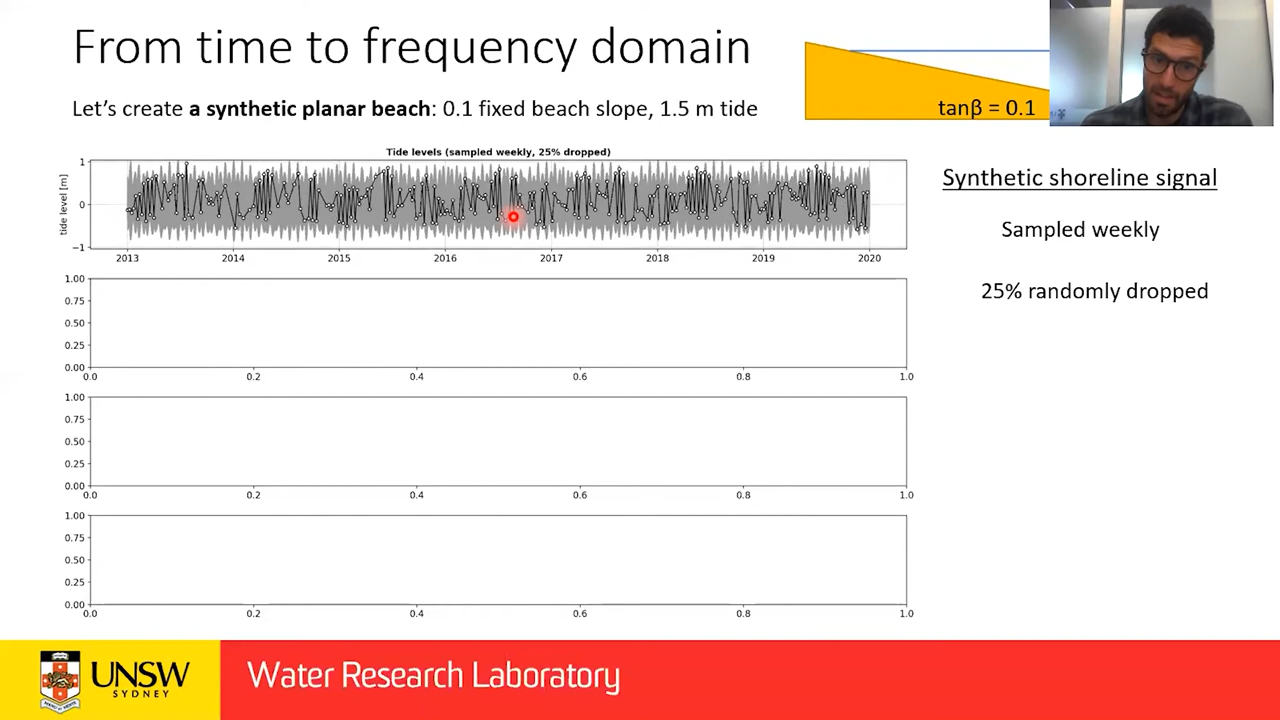 From time to frequency domain
Let's create a synthetic planar beach: 0.1 fixed beach slope, 1.5 m tide
tanβ = 0.1
Tide levels (sampled weekly, 25% dropped)
tide level [m]
1
0
−1
2013 2014 2015 2016 2017 2018 2019 2020
Synthetic shoreline signal
Sampled weekly
25% randomly dropped
1.00
0.75
0.50
0.25
0.00
0.0 0.2 0.4 0.6 0.8 1.0
1.00
0.75
0.50
0.25
0.00
0.0 0.2 0.4 0.6 0.8 1.0
1.00
0.75
0.50
0.25
0.00
0.0 0.2 0.4 0.6 0.8 1.0
UNSW
SYDNEY
Water Research Laboratory